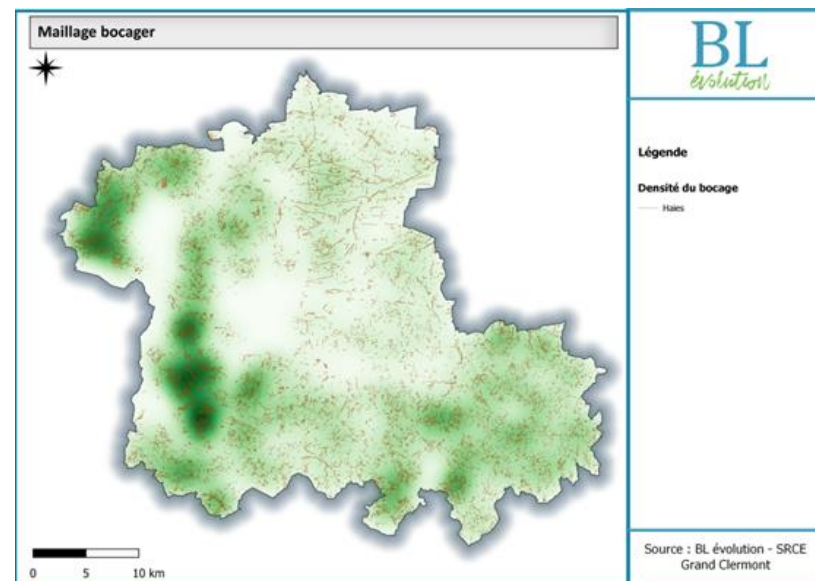 Maillage bocager
BL
évolution
Légende
Densité du bocage
Haies
0 5 10 km
Source : BL évolution - SRCE
Grand Clermont